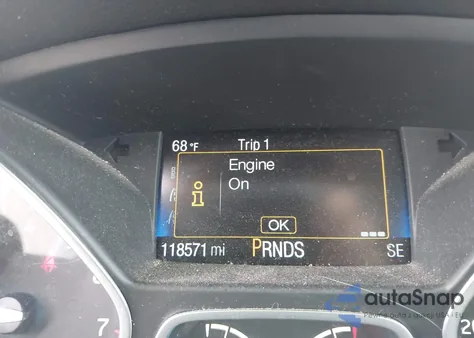 68°F Trip 1
Engine
On
i
OK
118571 mi PRNDS SE
7
autoSnap